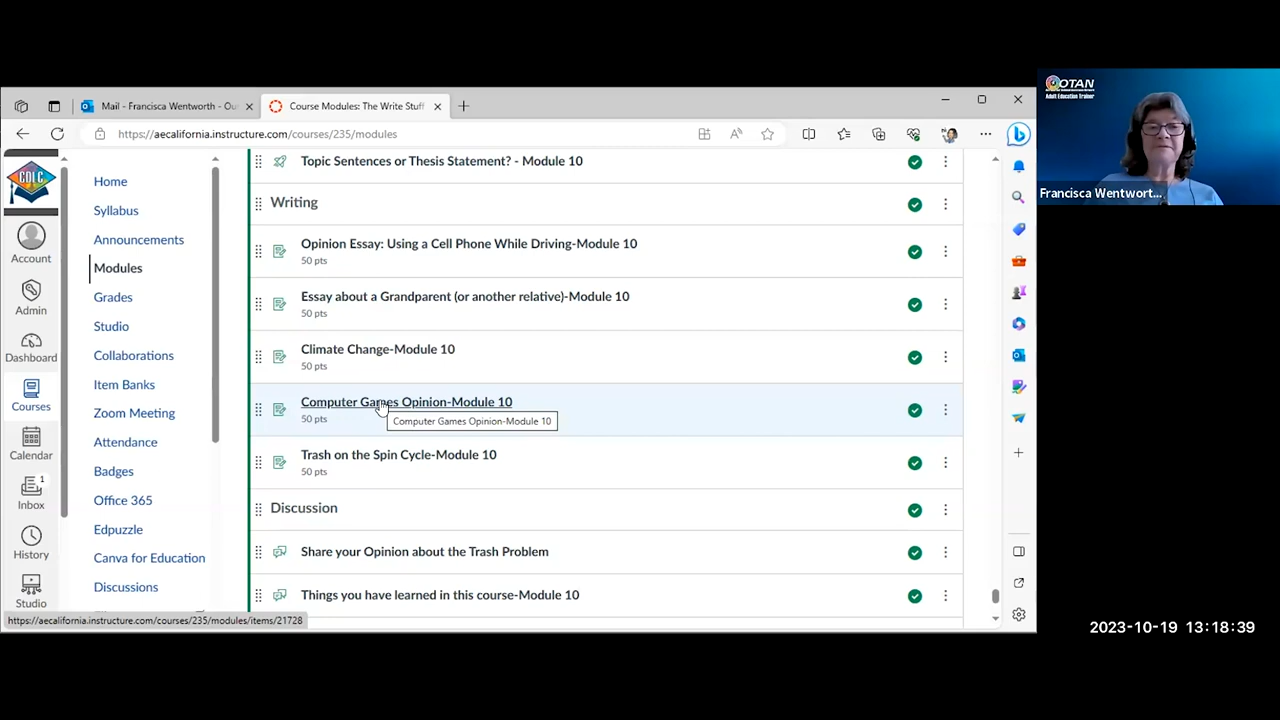 Mail - Francisca Wentworth - Ou
Course Modules: The Write Stuff
https://aecalifornia.instructure.com/courses/235/modules
OTAN
Adult Education Trainer
Francisca Wentwort...
CDLC
Account
Admin
Dashboard
Courses
Calendar
1
Inbox
History
Studio
Home
Syllabus
Announcements
Modules
Grades
Studio
Collaborations
Item Banks
Zoom Meeting
Attendance
Badges
Office 365
Edpuzzle
Canva for Education
Discussions
Topic Sentences or Thesis Statement? - Module 10
Writing
Opinion Essay: Using a Cell Phone While Driving-Module 10
50 pts
Essay about a Grandparent (or another relative)-Module 10
50 pts
Climate Change-Module 10
50 pts
Computer Games Opinion-Module 10
50 pts
Computer Games Opinion-Module 10
Trash on the Spin Cycle-Module 10
50 pts
Discussion
Share your Opinion about the Trash Problem
Things you have learned in this course-Module 10
https://aecalifornia.instructure.com/courses/235/modules/items/21728
2023-10-19 13:18:39